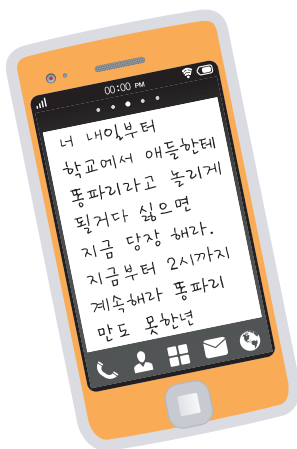 00:00 PM
너 내일부터
학교에서 애들한테
똥파리라고 놀리게
될거다 싫으면
지금 당장 해라.
지금부터 2시까지
계속해라 똥파리
만도 못한년